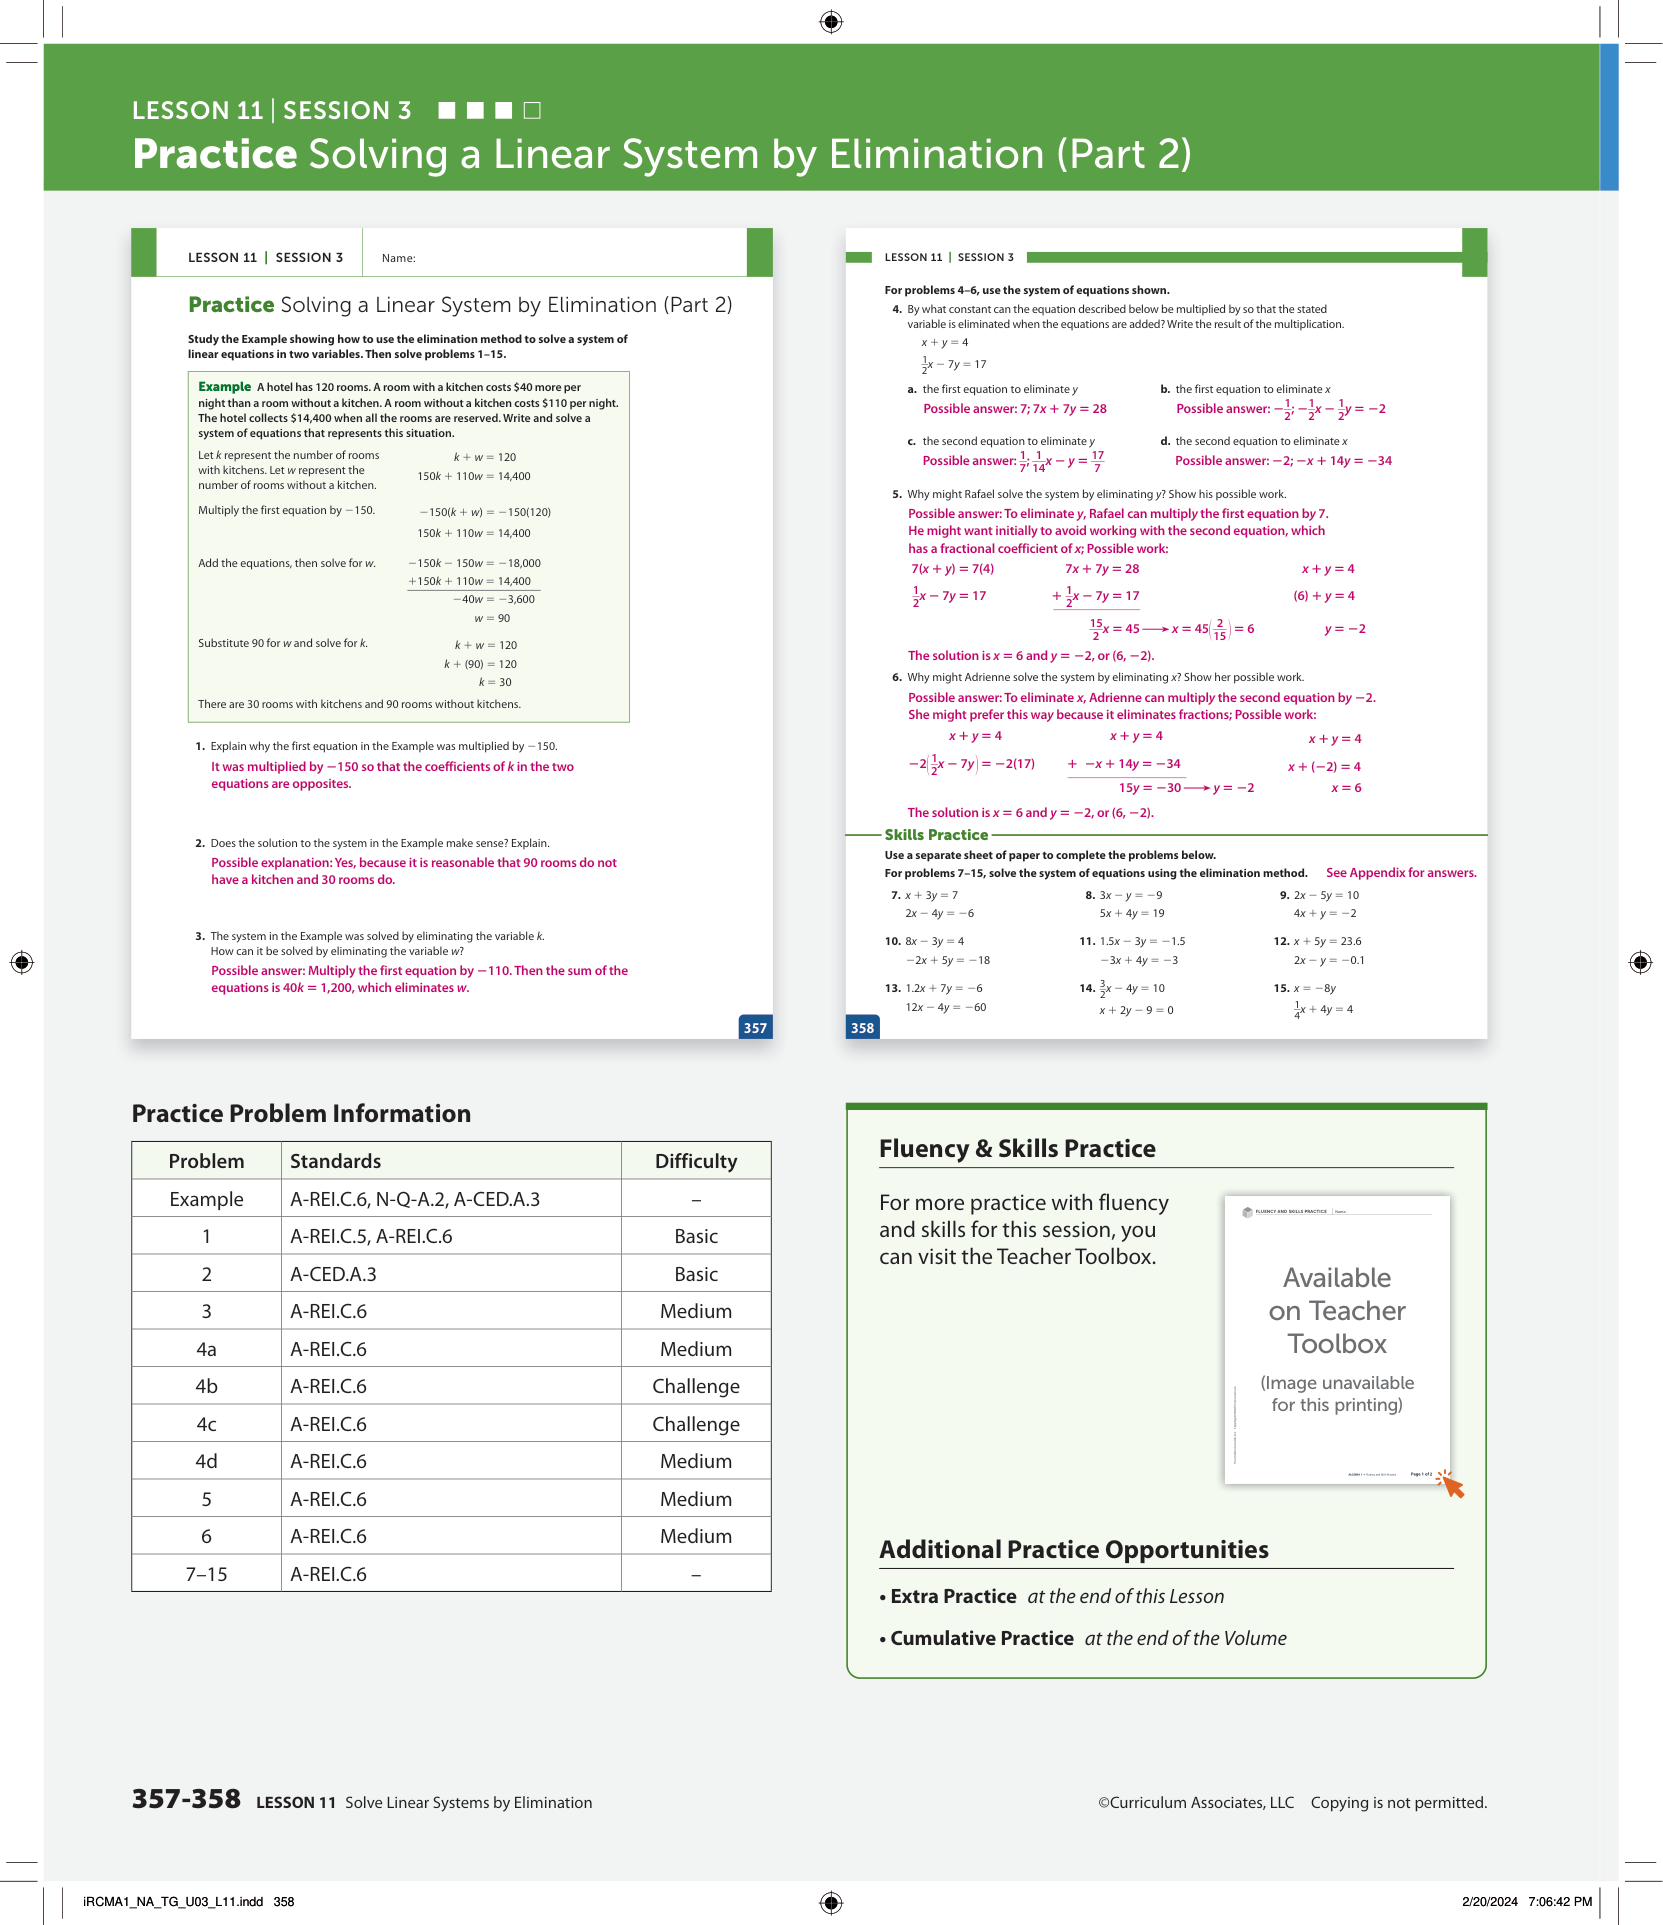 LESSON 11 | SESSION 3
Practice Solving a Linear System by Elimination (Part 2)
LESSON 11 | SESSION 3
Name:
Practice Solving a Linear System by Elimination (Part 2)
Study the Example showing how to use the elimination method to solve a system of
linear equations in two variables. Then solve problems 1–15.
Example A hotel has 120 rooms. A room with a kitchen costs $40 more per
night than a room without a kitchen. A room without a kitchen costs $110 per night.
The hotel collects $14,400 when all the rooms are reserved. Write and solve a
system of equations that represents this situation.
Let k represent the number of rooms
with kitchens. Let w represent the
number of rooms without a kitchen.
k + w = 120
150k + 110w = 14,400
Multiply the first equation by −150.
−150(k + w) = −150(120)
150k + 110w = 14,400
Add the equations, then solve for w.
−150k − 150w = −18,000
+150k + 110w = 14,400
−40w = −3,600
w = 90
Substitute 90 for w and solve for k.
k + w = 120
k + (90) = 120
k = 30
There are 30 rooms with kitchens and 90 rooms without kitchens.
1. Explain why the first equation in the Example was multiplied by −150.
It was multiplied by −150 so that the coefficients of k in the two
equations are opposites.
2. Does the solution to the system in the Example make sense? Explain.
Possible explanation: Yes, because it is reasonable that 90 rooms do not
have a kitchen and 30 rooms do.
3. The system in the Example was solved by eliminating the variable k.
How can it be solved by eliminating the variable w?
Possible answer: Multiply the first equation by −110. Then the sum of the
equations is 40k = 1,200, which eliminates w.
357
LESSON 11 | SESSION 3
For problems 4–6, use the system of equations shown.
4. By what constant can the equation described below be multiplied by so that the stated
variable is eliminated when the equations are added? Write the result of the multiplication.
x + y = 4
1/2x − 7y = 17
a. the first equation to eliminate y
Possible answer: 7; 7x + 7y = 28
b. the first equation to eliminate x
Possible answer: −1/2; −1/2x − 1/2y = −2
c. the second equation to eliminate y
Possible answer: 1/7; 1/14x − y = 17/7
d. the second equation to eliminate x
Possible answer: −2; −x + 14y = −34
5. Why might Rafael solve the system by eliminating y? Show his possible work.
Possible answer: To eliminate y, Rafael can multiply the first equation by 7.
He might want initially to avoid working with the second equation, which
has a fractional coefficient of x; Possible work:
7(x + y) = 7(4) 7x + 7y = 28 x + y = 4
1/2x − 7y = 17 + 1/2x − 7y = 17 (6) + y = 4
15/2x = 45 ⟶ x = 45(2/15) = 6 y = −2
The solution is x = 6 and y = −2, or (6, −2).
6. Why might Adrienne solve the system by eliminating x? Show her possible work.
Possible answer: To eliminate x, Adrienne can multiply the second equation by −2.
She might prefer this way because it eliminates fractions; Possible work:
x + y = 4 x + y = 4 x + y = 4
−2(1/2x − 7y) = −2(17) + −x + 14y = −34 x + (−2) = 4
15y = −30 ⟶ y = −2 x = 6
The solution is x = 6 and y = −2, or (6, −2).
Skills Practice
Use a separate sheet of paper to complete the problems below.
For problems 7–15, solve the system of equations using the elimination method. See Appendix for answers.
7. x + 3y = 7 8. 3x − y = −9 9. 2x − 5y = 10
2x − 4y = −6 5x + 4y = 19 4x + y = −2
10. 8x − 3y = 4 11. 1.5x − 3y = −1.5 12. x + 5y = 23.6
−2x + 5y = −18 −3x + 4y = −3 2x − y = −0.1
13. 1.2x + 7y = −6 14. 3/2x − 4y = 10 15. x = −8y
12x − 4y = −60 x + 2y − 9 = 0 1/4x + 4y = 4
358
Practice Problem Information
Problem Standards Difficulty
Example A-REI.C.6, N-Q-A.2, A-CED.A.3 –
1 A-REI.C.5, A-REI.C.6 Basic
2 A-CED.A.3 Basic
3 A-REI.C.6 Medium
4a A-REI.C.6 Medium
4b A-REI.C.6 Challenge
4c A-REI.C.6 Challenge
4d A-REI.C.6 Medium
5 A-REI.C.6 Medium
6 A-REI.C.6 Medium
7–15 A-REI.C.6 –
Fluency & Skills Practice
For more practice with fluency
and skills for this session, you
can visit the Teacher Toolbox.
FLUENCY AND SKILLS PRACTICE | Name:
Available
on Teacher
Toolbox
(Image unavailable
for this printing)
Page 1 of 2
Additional Practice Opportunities
• Extra Practice at the end of this Lesson
• Cumulative Practice at the end of the Volume
357-358 LESSON 11 Solve Linear Systems by Elimination
©Curriculum Associates, LLC Copying is not permitted.
iRCMA1_NA_TG_U03_L11.indd 358
2/20/2024 7:06:42 PM